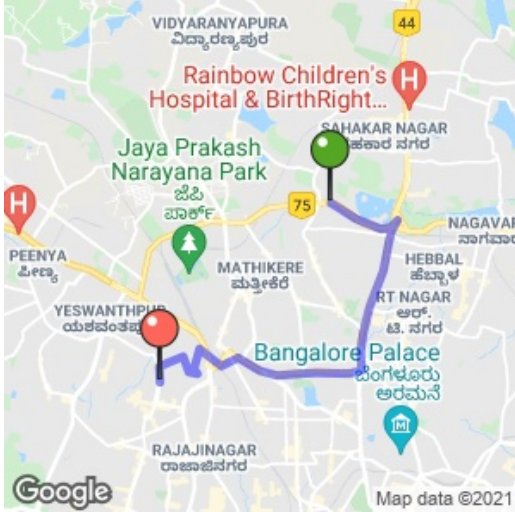 VIDYARANYAPURA
ವಿದ್ಯಾರಣ್ಯಪುರ
44
Rainbow Children's
Hospital & BirthRight...
H
SAHAKAR NAGAR
ಸಹಕಾರ ನಗರ
Jaya Prakash
Narayana Park
ಜೆಪಿ
ಪಾರ್ಕ್
75
H
NAGAVAR
ನಾಗವಾರ
PEENYA
ಪೀಣ್ಯ
MATHIKERE
ಮತ್ತೀಕೆರೆ
HEBBAL
ಹೆಬ್ಬಾಳ
YESWANTHPUR
ಯಶವಂತಪು
RT NAGAR
ಆರ್.
ಟಿ. ನಗರ
Bangalore Palace
ಬೆಂಗಳೂರು
ಅರಮನೆ
RAJAJINAGAR
ರಾಜಾಜಿನಗರ
Google
Map data ©2021